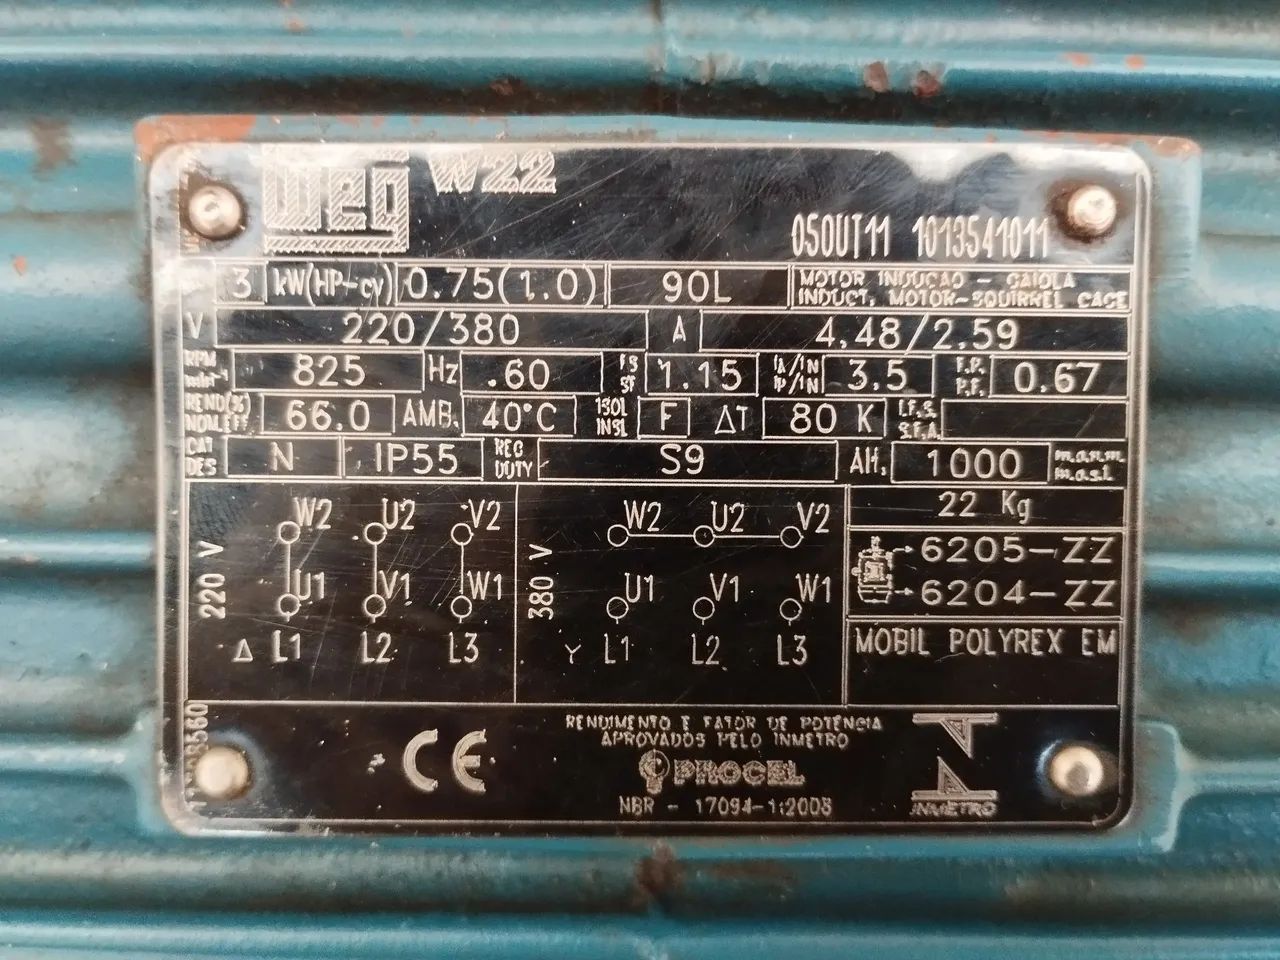 WEG W22
05OUT11 1013541011
3 kW(HP-cv) 0.75(1.0) 90L MOTOR INDUÇÃO - GAIOLA
INDUCT. MOTOR-SQUIRREL CAGE
V 220/380 A 4.48/2.59
RPM min-1 825 Hz 60 FS SF 1.15 IA/IN IP/IN 3.5 F.P. P.F. 0.67
REND(%) NOM.EFF 66.0 AMB. 40°C ISOL INSL F ΔT 80 K F.S. S.F.A.
CAT DES N IP55 REG DUTY S9 Alt. 1000 m.a.n.m. m.a.s.l.
220 V
W2 U2 V2
U1 V1 W1
Δ L1 L2 L3
380 V
W2 U2 V2
U1 V1 W1
Y L1 L2 L3
22 Kg
6205-ZZ
6204-ZZ
MOBIL POLYREX EM
CE
RENDIMENTO E FATOR DE POTÊNCIA
APROVADOS PELO INMETRO
PROCEL
NBR - 17094-1:2008
INMETRO